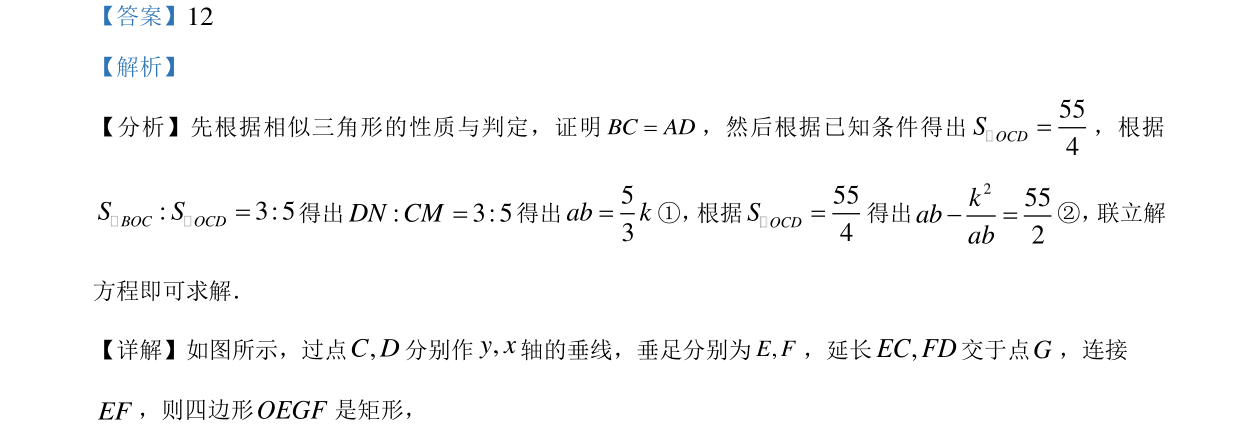 【答案】12
【解析】
【分析】先根据相似三角形的性质与判定，证明 BC = AD ，然后根据已知条件得出 S▯OCD = 55/4 ，根据
S▯BOC : S▯OCD = 3:5 得出 DN : CM = 3:5 得出 ab = 5/3 k ①，根据 S▯OCD = 55/4 得出 ab − k²/ab = 55/2 ②，联立解
方程即可求解．
【详解】如图所示，过点 C, D 分别作 y, x 轴的垂线，垂足分别为 E, F ，延长 EC, FD 交于点 G ，连接
EF ，则四边形 OEGF 是矩形，